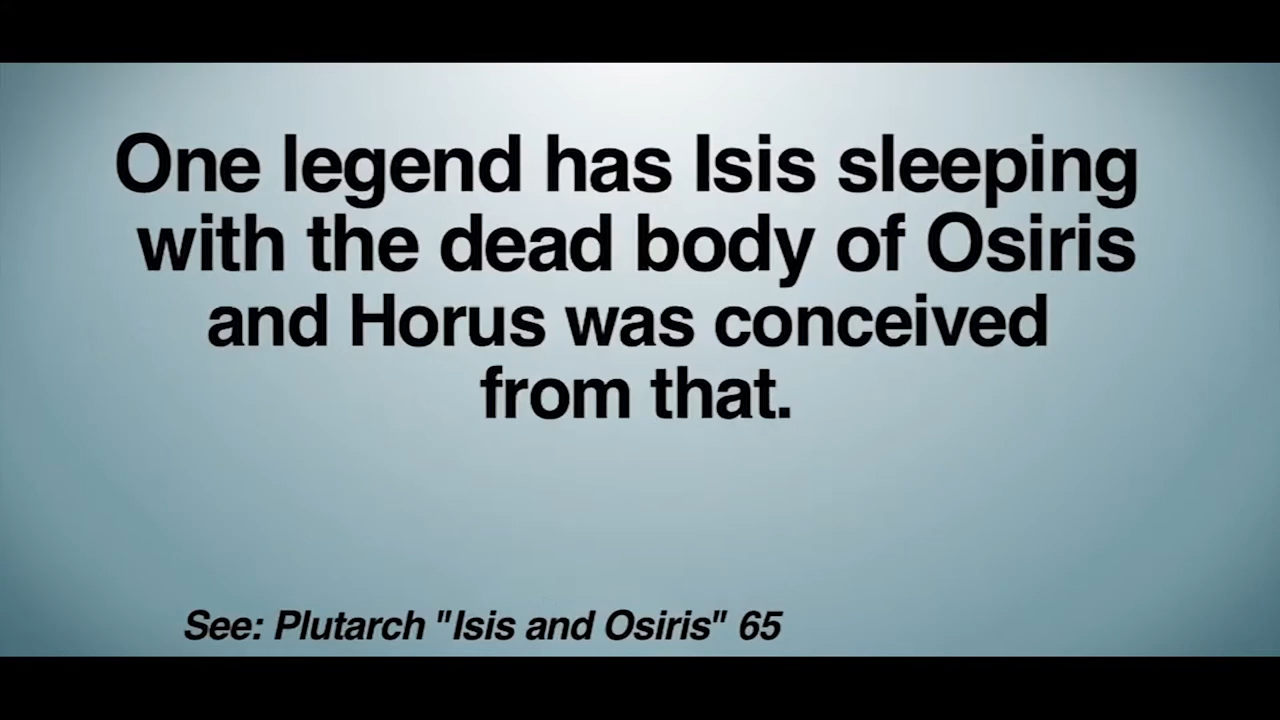 One legend has Isis sleeping
with the dead body of Osiris
and Horus was conceived
from that.
See: Plutarch "Isis and Osiris" 65